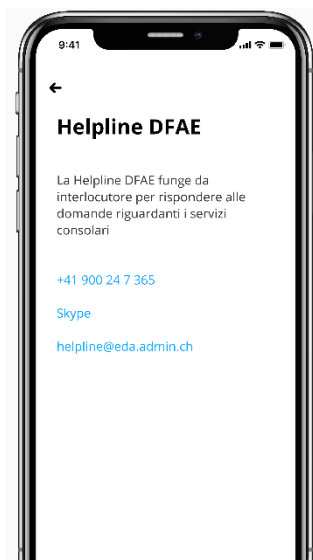 9:41
Helpline DFAE
La Helpline DFAE funge da
interlocutore per rispondere alle
domande riguardanti i servizi
consolari
+41 900 24 7 365
Skype
helpline@eda.admin.ch